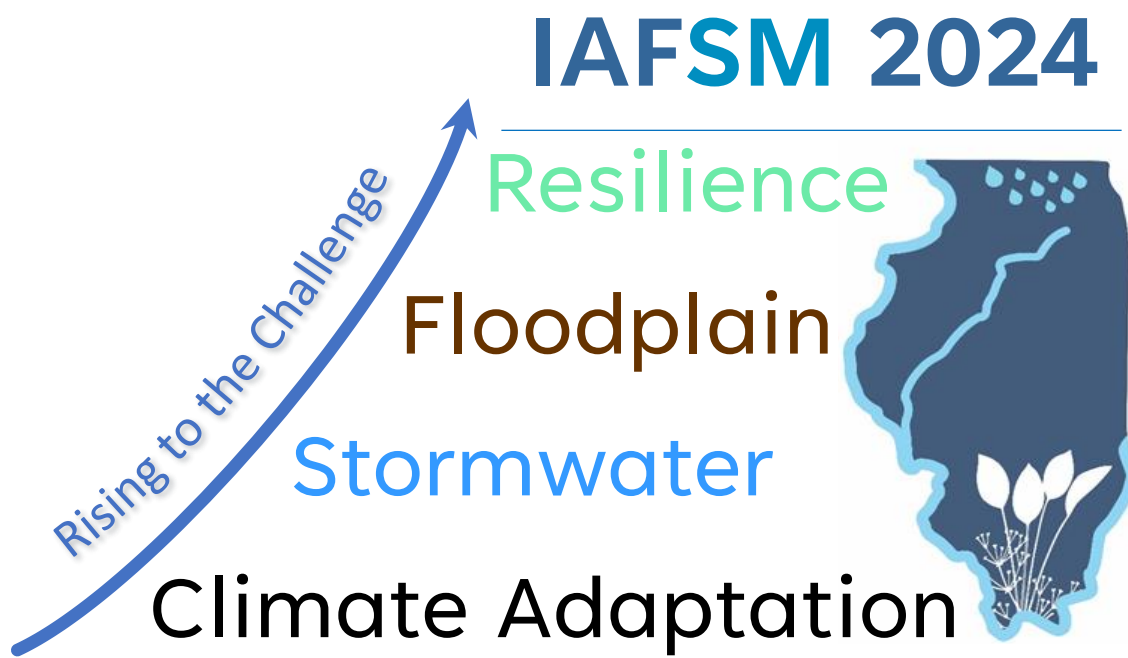 IAFSM 2024
Rising to the Challenge
Resilience
Floodplain
Stormwater
Climate Adaptation